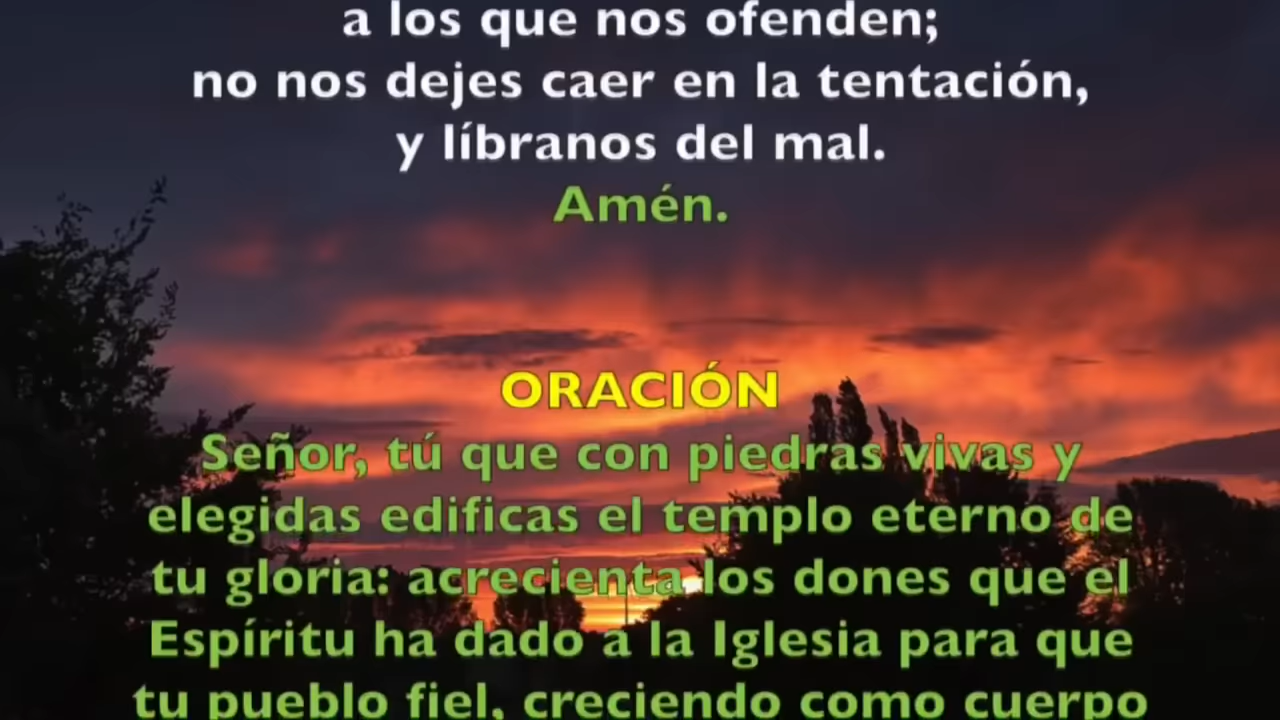 a los que nos ofenden;
no nos dejes caer en la tentación,
y líbranos del mal.
Amén.
ORACIÓN
Señor, tú que con piedras vivas y
elegidas edificas el templo eterno de
tu gloria: acrecienta los dones que el
Espíritu ha dado a la Iglesia para que
tu pueblo fiel, creciendo como cuerpo